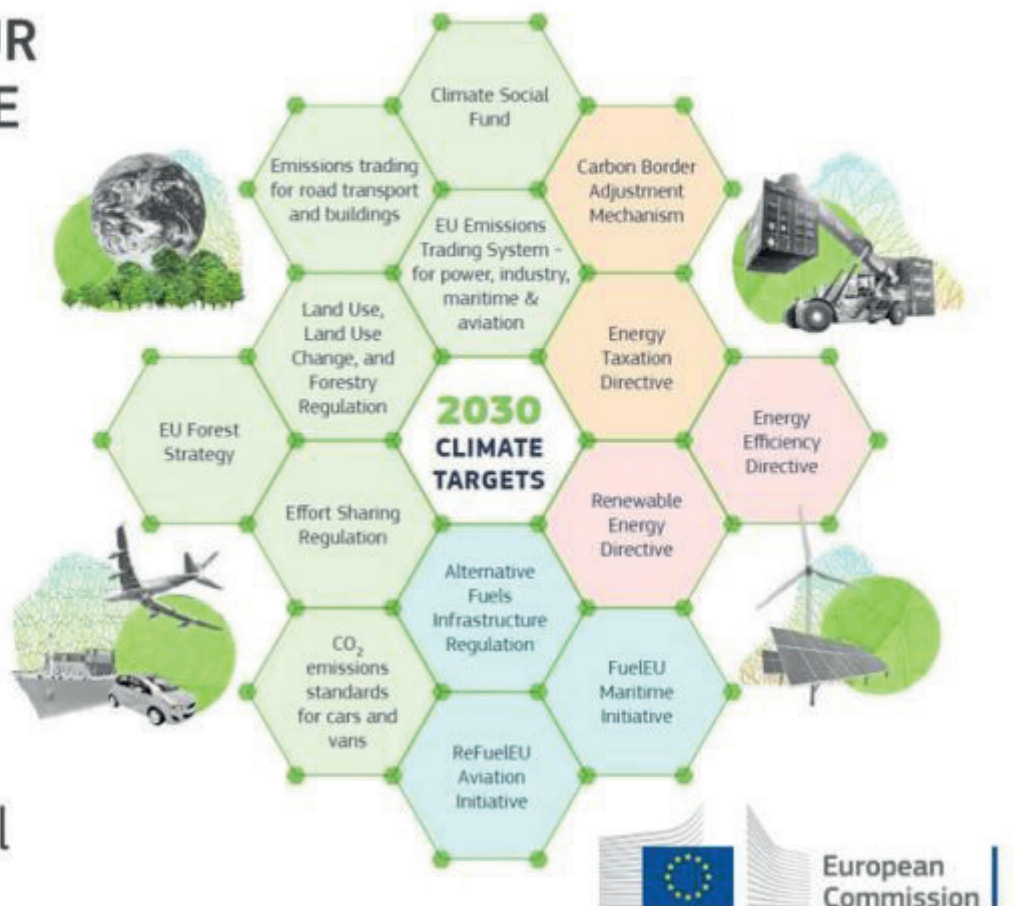 UR
E
Climate Social
Fund
Emissions trading
for road transport
and buildings
Carbon Border
Adjustment
Mechanism
EU Emissions
Trading System –
for power, industry,
maritime &
aviation
Land Use,
Land Use
Change, and
Forestry
Regulation
Energy
Taxation
Directive
EU Forest
Strategy
2030
CLIMATE
TARGETS
Energy
Efficiency
Directive
Effort Sharing
Regulation
Renewable
Energy
Directive
Alternative
Fuels
Infrastructure
Regulation
CO₂
emissions
standards
for cars and
vans
FuelEU
Maritime
Initiative
ReFuelEU
Aviation
Initiative
l
European
Commission